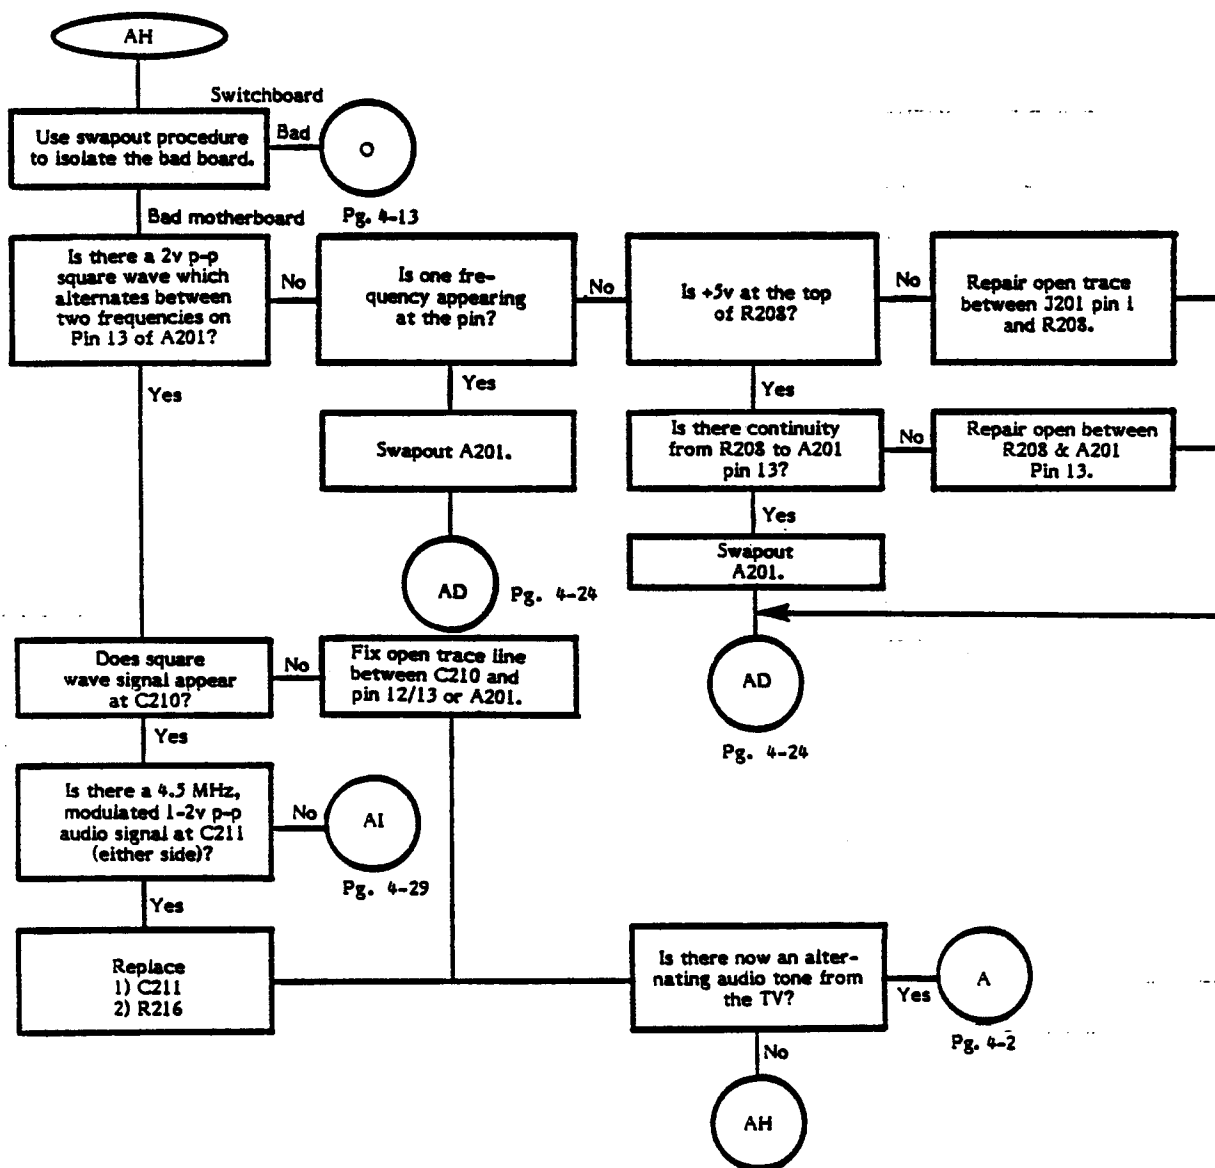 AH
Switchboard
Use swapout procedure
to isolate the bad board.
Bad
O
Pg. 4-13
Bad motherboard
Is there a 2v p-p
square wave which
alternates between
two frequencies on
Pin 13 of A201?
No
Is one fre-
quency appearing
at the pin?
No
Is +5v at the top
of R208?
No
Repair open trace
between J201 pin 1
and R208.
Yes
Yes
Yes
Swapout A201.
Is there continuity
from R208 to A201
pin 13?
No
Repair open between
R208 & A201
Pin 13.
Yes
Swapout
A201.
AD
Pg. 4-24
AD
Pg. 4-24
Does square
wave signal appear
at C210?
No
Fix open trace line
between C210 and
pin 12/13 or A201.
Yes
Is there a 4.5 MHz,
modulated 1-2v p-p
audio signal at C211
(either side)?
No
AI
Pg. 4-29
Yes
Replace
1) C211
2) R216
Is there now an alter-
nating audio tone from
the TV?
Yes
A
Pg. 4-2
No
AH